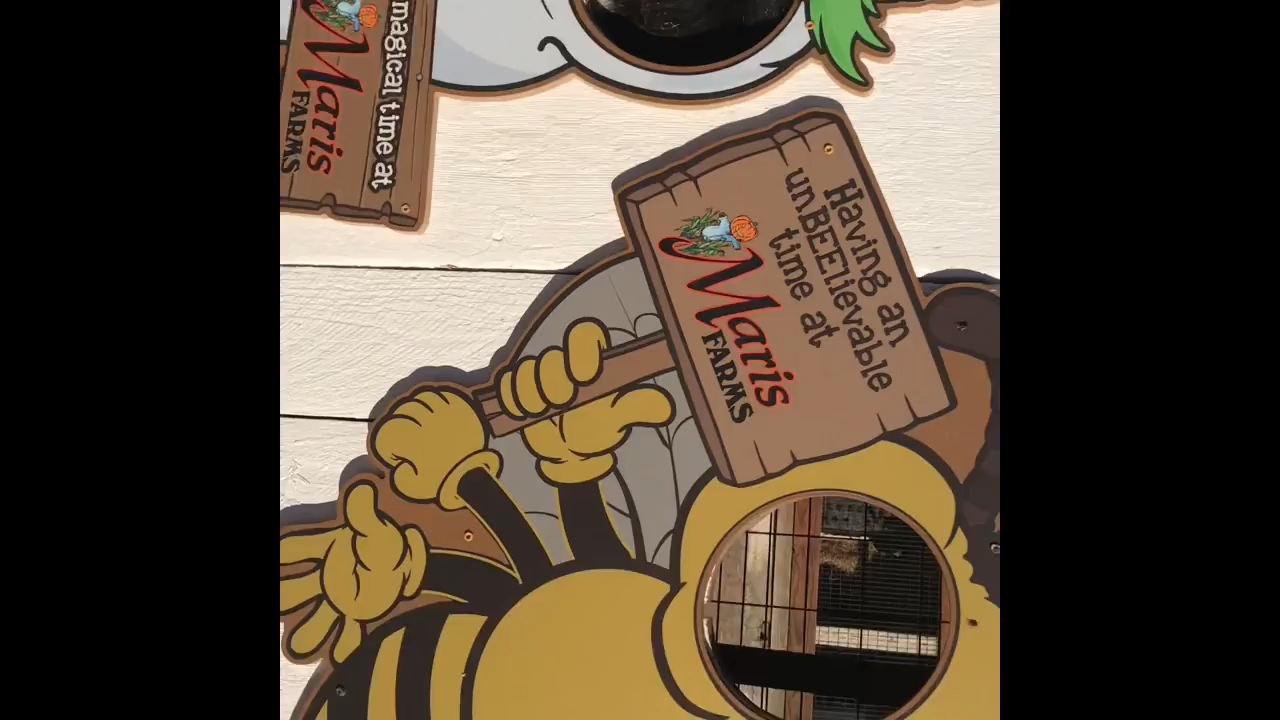 magical time at
Maris
FARMS
Having an
unBEElievable
time at
Maris
FARMS